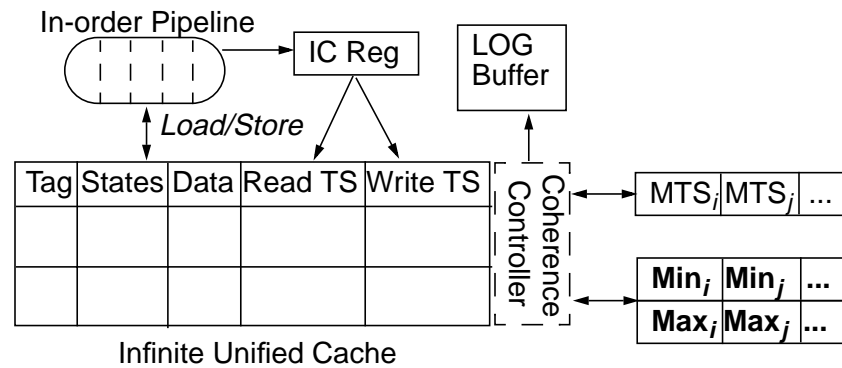 In-order Pipeline
IC Reg
LOG
Buffer
Load/Store
Tag States Data Read TS Write TS
Coherence
Controller
MTSi MTSj ...
Mini Minj ...
Maxi Maxj ...
Infinite Unified Cache